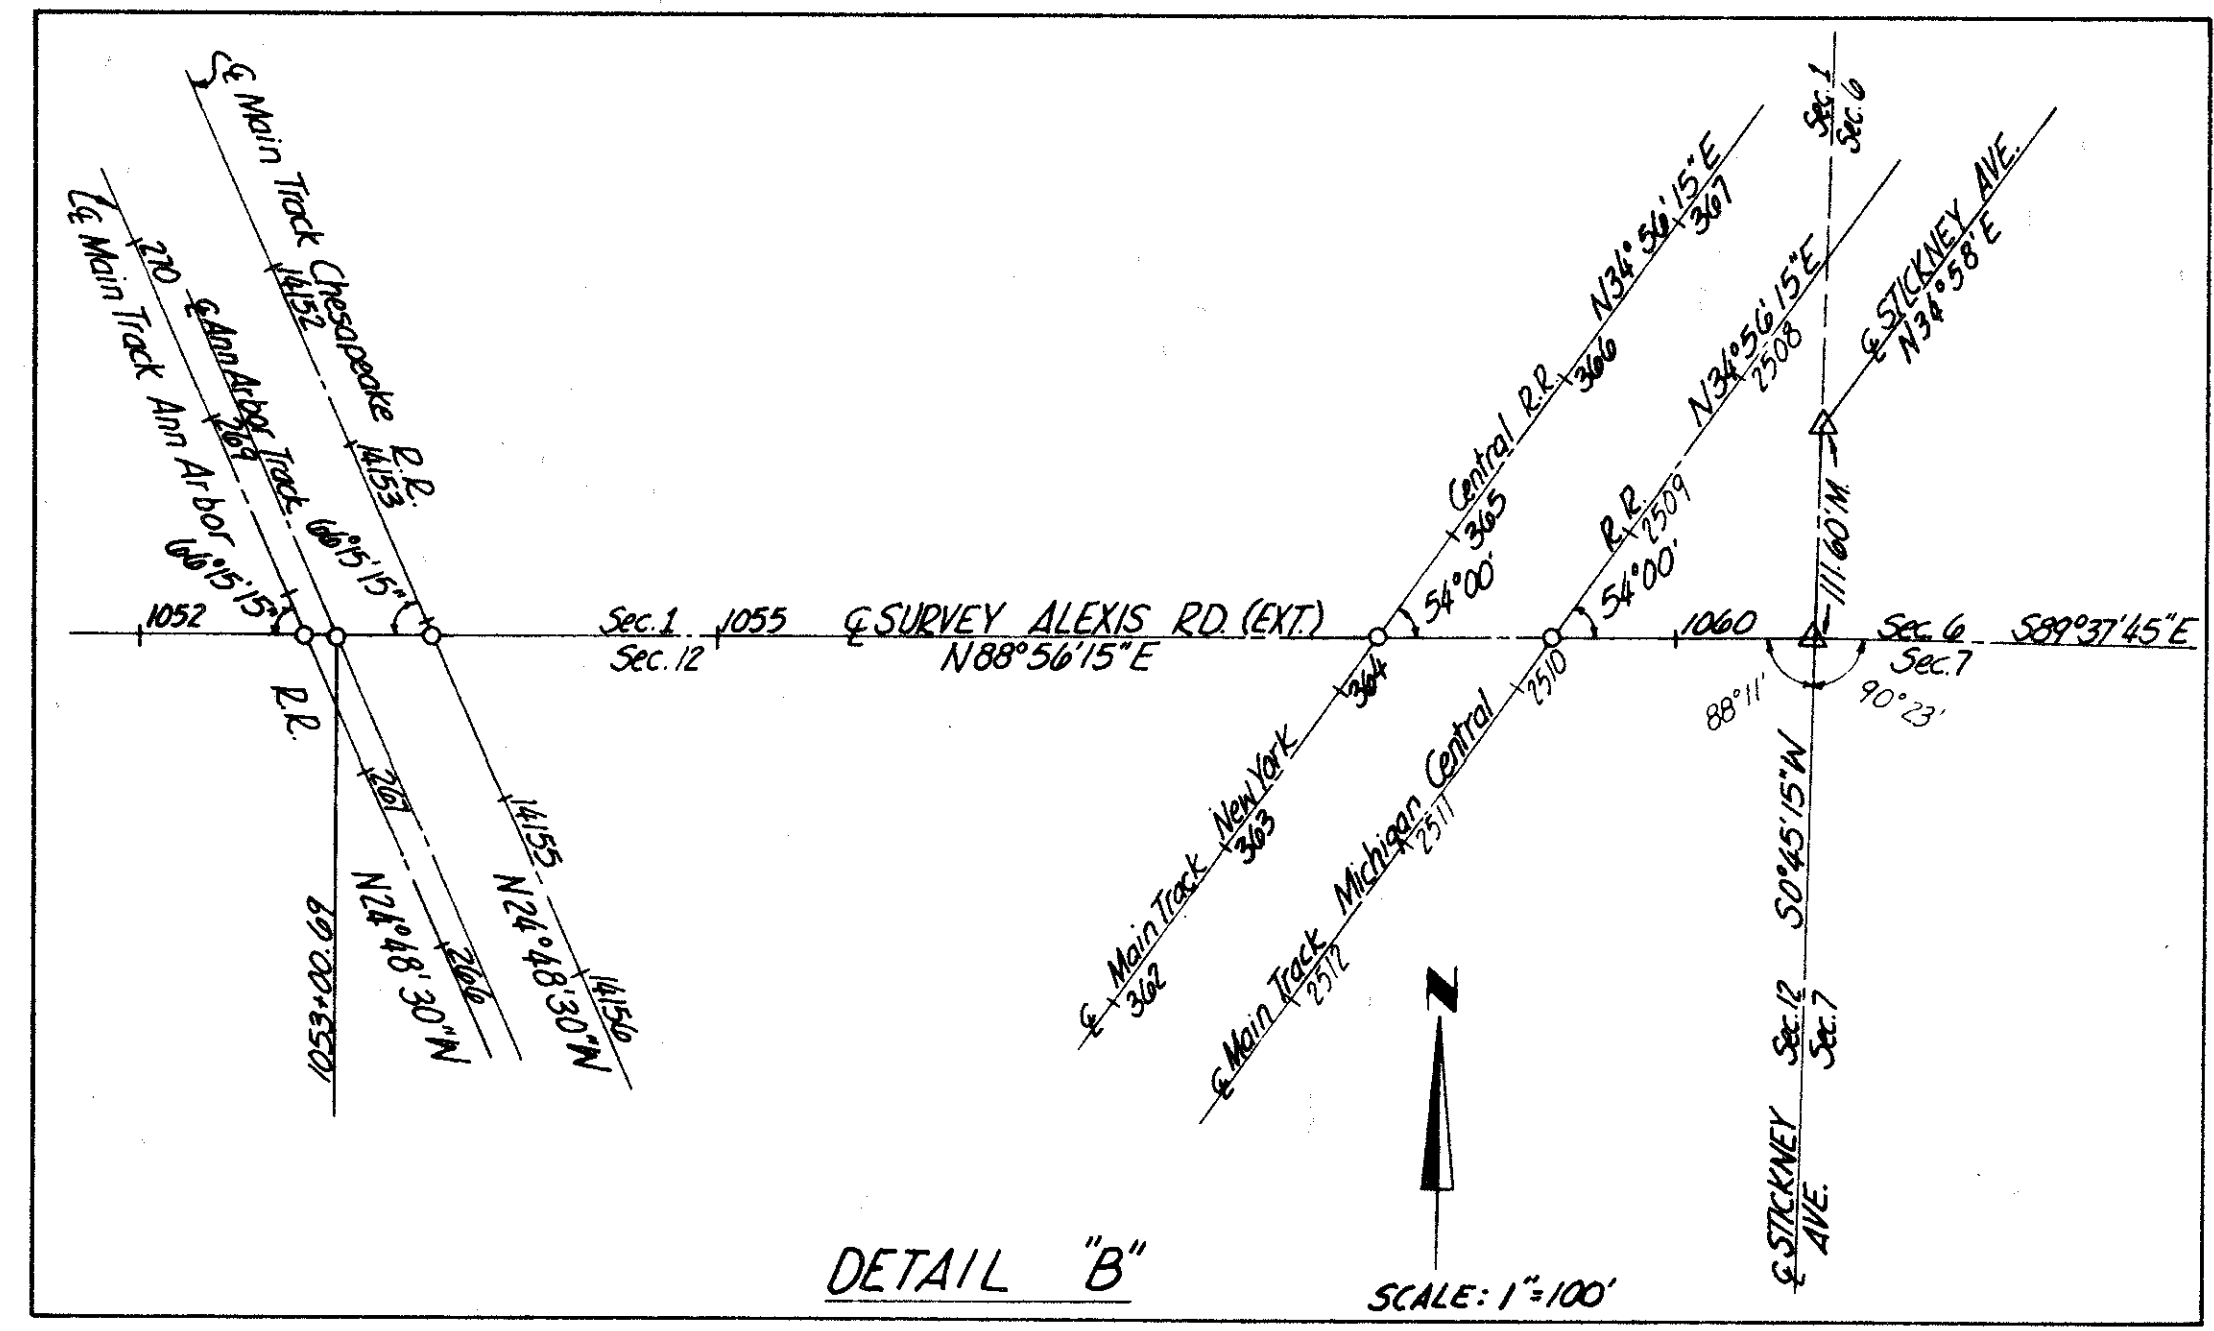 ℄ Main Track Chesapeake R.R.
14152
14153
14155
14156
N24°48'30"W
℄ Main Track Ann Arbor R.R.
270
269
267
266
N24°48'30"W
℄ Ann Arbor Track
66°15'15"
66°15'15"
1053+00.69
1052
Sec. 1
Sec. 12
1055
℄ SURVEY ALEXIS RD. (EXT.)
N88°56'15"E
1060
Sec. 6
Sec. 7
S89°37'45"E
℄ Main Track New York Central R.R.
N34°56'15"E
362
363
364
365
366
367
54°00'
℄ Main Track Michigan Central R.R.
N34°56'15"E
2508
2509
2510
2511
2512
54°00'
Sec. 1
Sec. 6
℄ STICKNEY AVE.
N34°58'E
111.60'M.
88°11'
90°23'
S0°45'15"W
Sec. 12
Sec. 7
℄ STICKNEY AVE.
N
DETAIL "B"
SCALE: 1"=100'